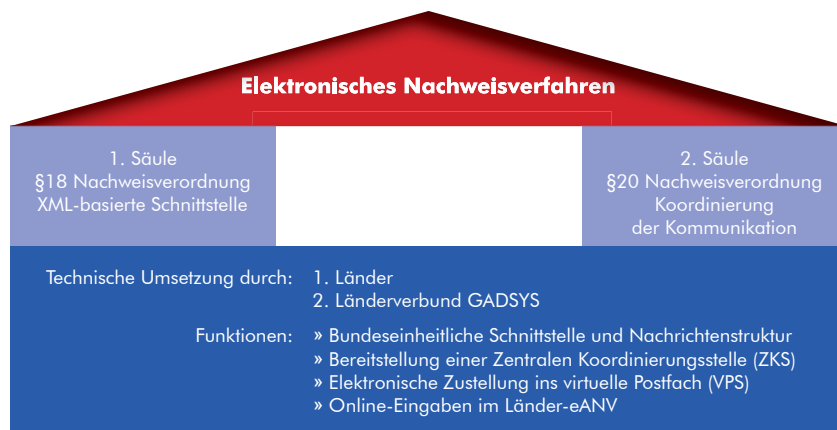 Elektronisches Nachweisverfahren
1. Säule
§18 Nachweisverordnung
XML-basierte Schnittstelle
2. Säule
§20 Nachweisverordnung
Koordinierung
der Kommunikation
Technische Umsetzung durch: 1. Länder
2. Länderverbund GADSYS
Funktionen: » Bundeseinheitliche Schnittstelle und Nachrichtenstruktur
» Bereitstellung einer Zentralen Koordinierungsstelle (ZKS)
» Elektronische Zustellung ins virtuelle Postfach (VPS)
» Online-Eingaben im Länder-eANV